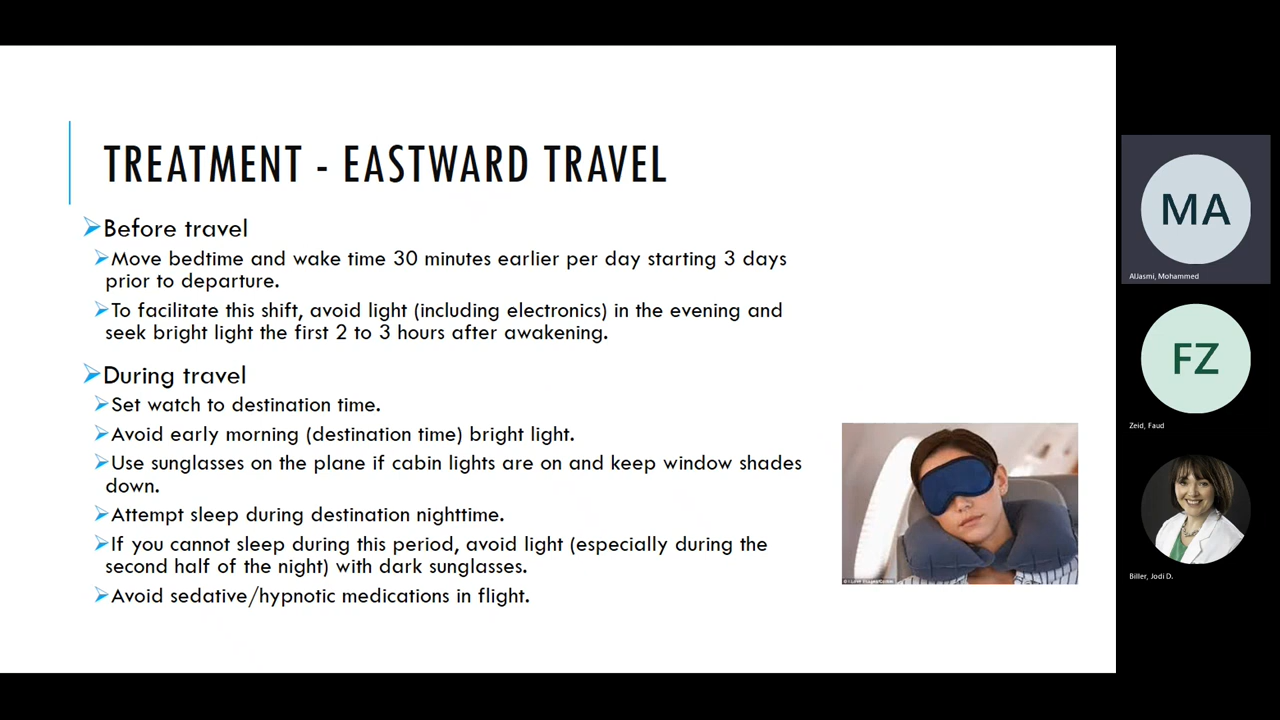 TREATMENT - EASTWARD TRAVEL
Before travel
Move bedtime and wake time 30 minutes earlier per day starting 3 days
prior to departure.
To facilitate this shift, avoid light (including electronics) in the evening and
seek bright light the first 2 to 3 hours after awakening.
During travel
Set watch to destination time.
Avoid early morning (destination time) bright light.
Use sunglasses on the plane if cabin lights are on and keep window shades
down.
Attempt sleep during destination nighttime.
If you cannot sleep during this period, avoid light (especially during the
second half of the night) with dark sunglasses.
Avoid sedative/hypnotic medications in flight.
MA
AlJasmi, Mohammed
FZ
Zeid, Faud
Biller, Jodi D.